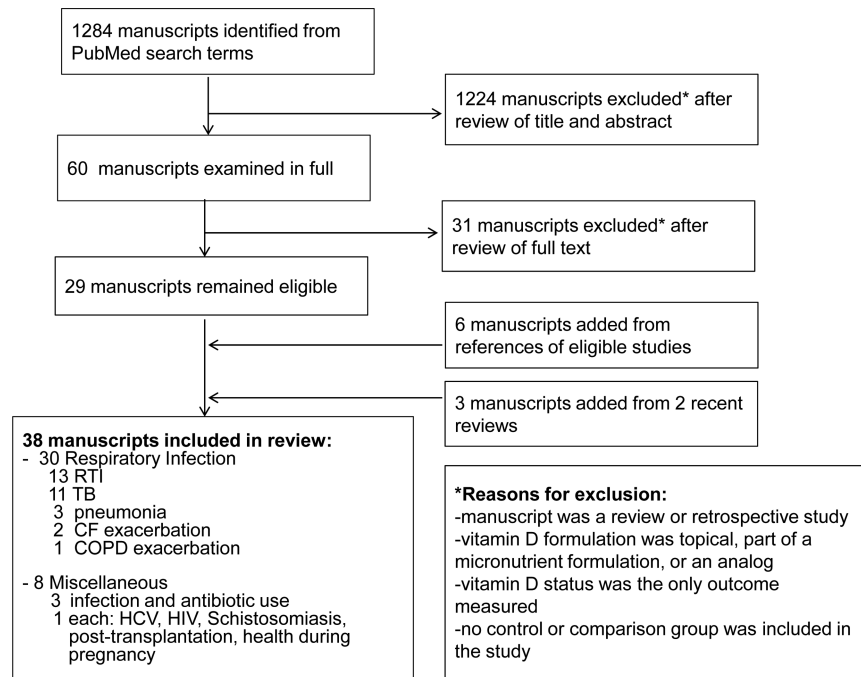 1284 manuscripts identified from
PubMed search terms
1224 manuscripts excluded* after
review of title and abstract
60 manuscripts examined in full
31 manuscripts excluded* after
review of full text
29 manuscripts remained eligible
6 manuscripts added from
references of eligible studies
3 manuscripts added from 2 recent
reviews
38 manuscripts included in review:
- 30 Respiratory Infection
13 RTI
11 TB
3 pneumonia
2 CF exacerbation
1 COPD exacerbation
- 8 Miscellaneous
3 infection and antibiotic use
1 each: HCV, HIV, Schistosomiasis,
post-transplantation, health during
pregnancy
*Reasons for exclusion:
-manuscript was a review or retrospective study
-vitamin D formulation was topical, part of a
micronutrient formulation, or an analog
-vitamin D status was the only outcome
measured
-no control or comparison group was included in
the study